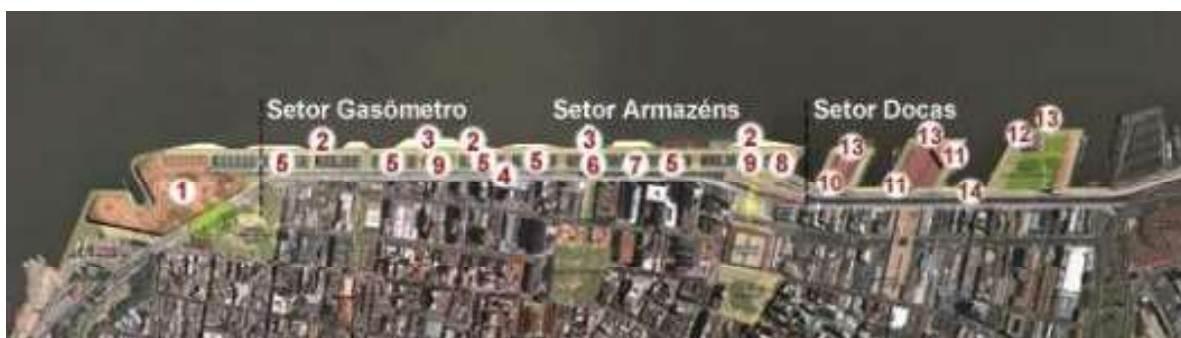 Setor Gasômetro
Setor Armazéns
Setor Docas
2 3 2 3 2 13 13 12 13
5 5 9 5 4 5 6 7 5 9 8 10 11 11
1 14